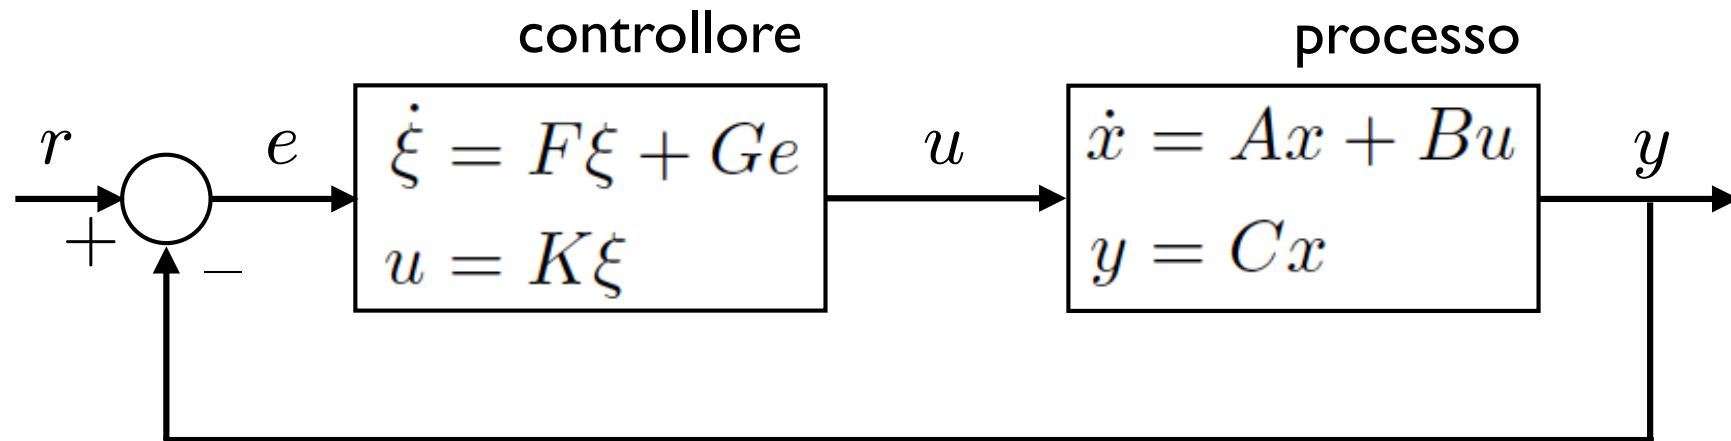 controllore
processo
r
e
ξ̇ = Fξ + Ge
u
ẋ = Ax + Bu
y
+
−
u = Kξ
y = Cx